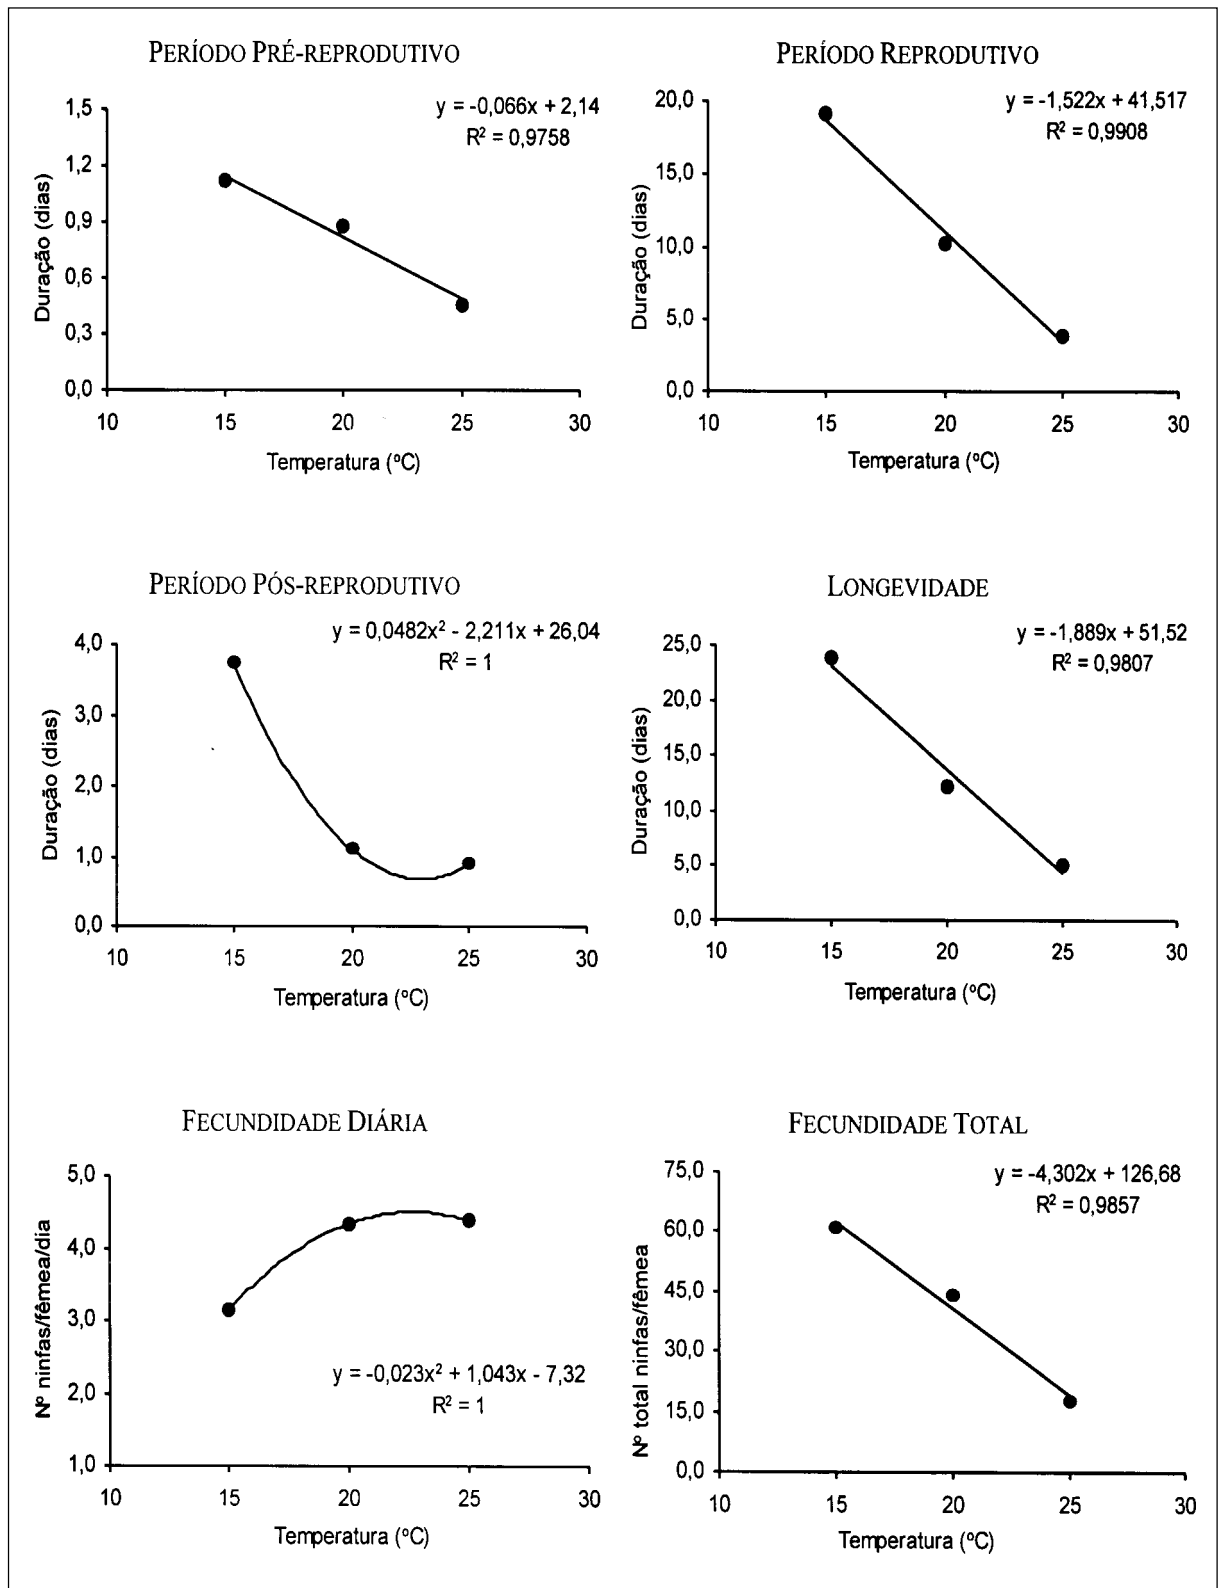 PERÍODO PRÉ-REPRODUTIVO
y = -0,066x + 2,14
R² = 0,9758
1,5
1,2
0,9
0,6
0,3
0,0
Duração (dias)
10 15 20 25 30
Temperatura (ºC)
PERÍODO REPRODUTIVO
y = -1,522x + 41,517
R² = 0,9908
20,0
15,0
10,0
5,0
0,0
Duração (dias)
10 15 20 25 30
Temperatura (ºC)
PERÍODO PÓS-REPRODUTIVO
y = 0,0482x² - 2,211x + 26,04
R² = 1
4,0
3,0
2,0
1,0
0,0
Duração (dias)
10 15 20 25 30
Temperatura (ºC)
LONGEVIDADE
y = -1,889x + 51,52
R² = 0,9807
25,0
20,0
15,0
10,0
5,0
0,0
Duração (dias)
10 15 20 25 30
Temperatura (ºC)
FECUNDIDADE DIÁRIA
5,0
4,0
3,0
2,0
1,0
Nº ninfas/fêmea/dia
y = -0,023x² + 1,043x - 7,32
R² = 1
10 15 20 25 30
Temperatura (ºC)
FECUNDIDADE TOTAL
y = -4,302x + 126,68
R² = 0,9857
75,0
60,0
45,0
30,0
15,0
0,0
Nº total ninfas/fêmea
10 15 20 25 30
Temperatura (ºC)